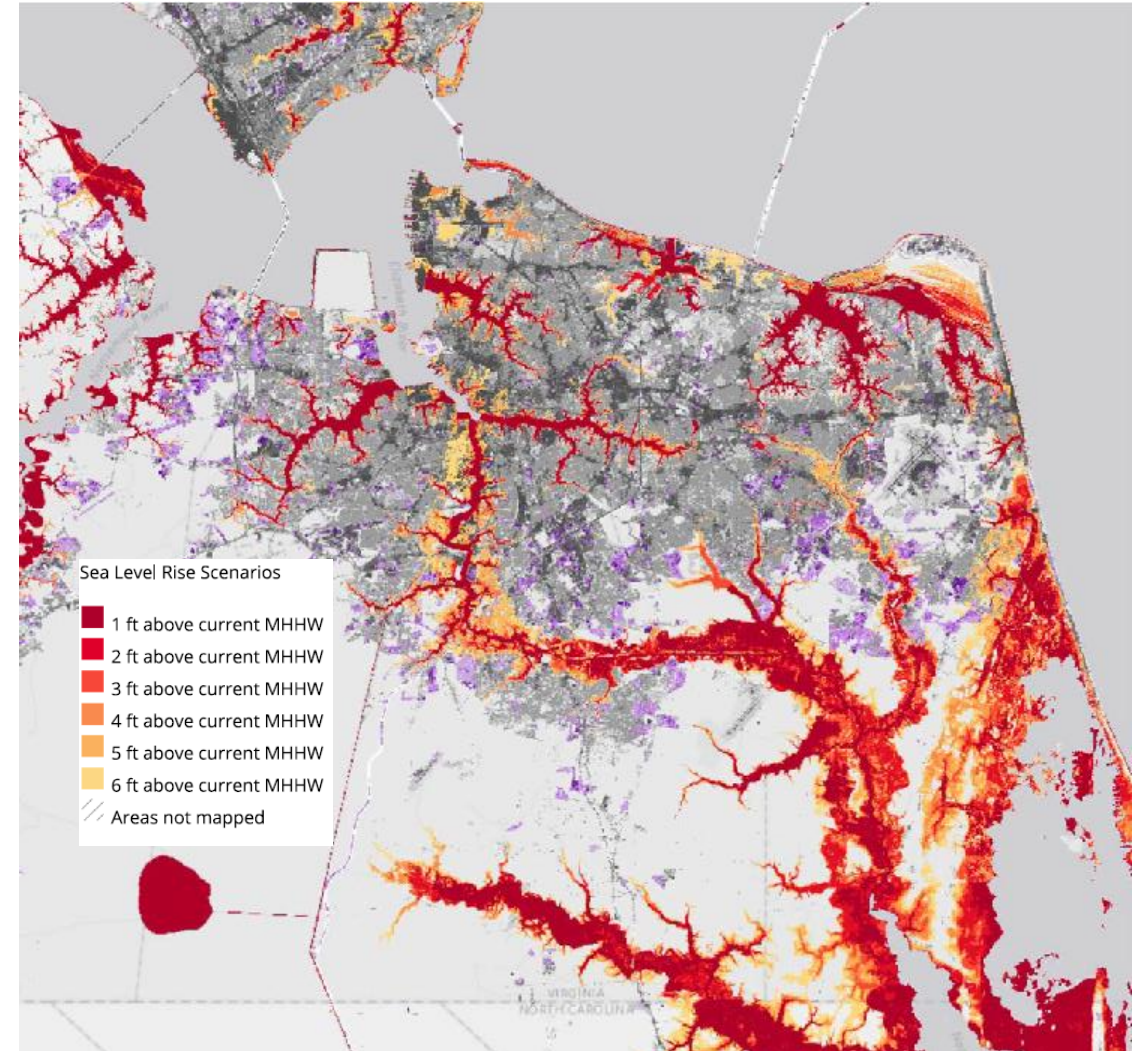 Sea Level Rise Scenarios
1 ft above current MHHW
2 ft above current MHHW
3 ft above current MHHW
4 ft above current MHHW
5 ft above current MHHW
6 ft above current MHHW
Areas not mapped
VIRGINIA
NORTH CAROLINA